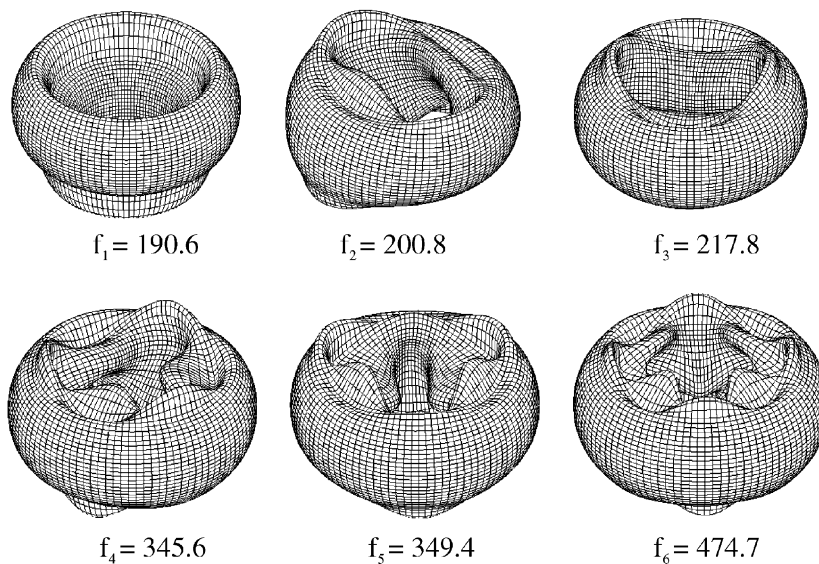 f₁ = 190.6
f₂ = 200.8
f₃ = 217.8
f₄ = 345.6
f₅ = 349.4
f₆ = 474.7